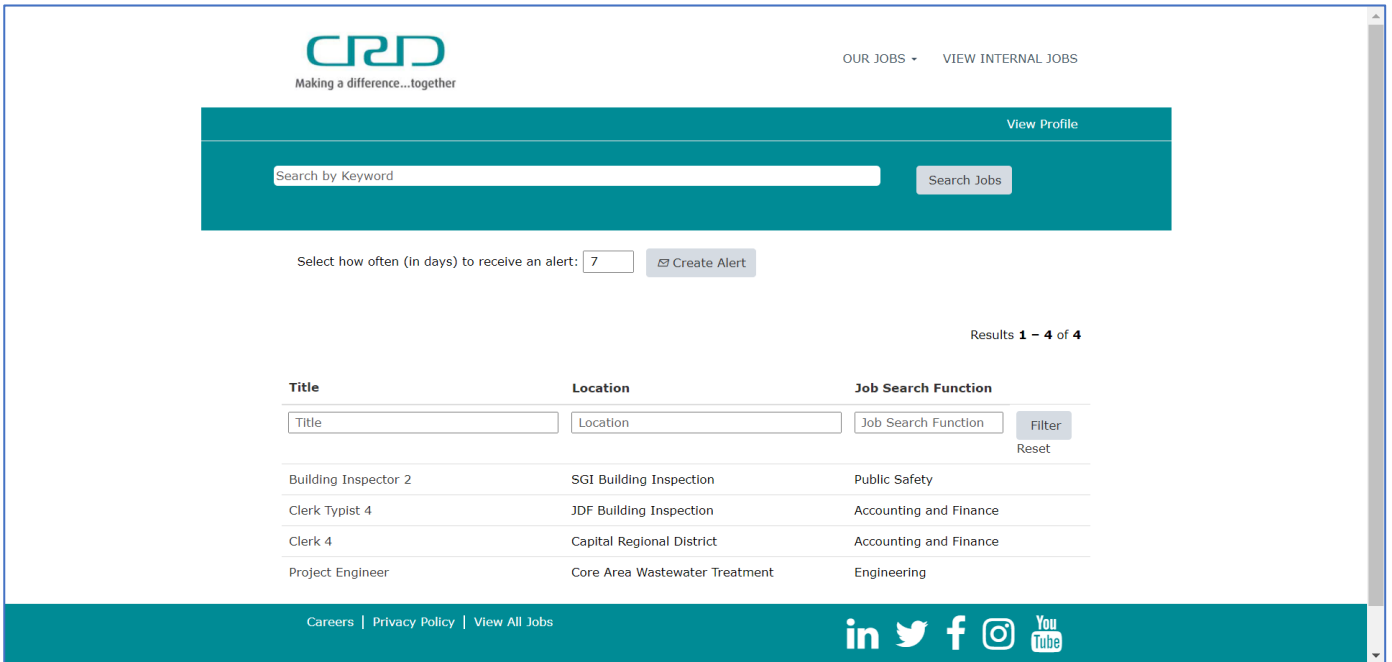 CRD
Making a difference...together
OUR JOBS VIEW INTERNAL JOBS
View Profile
Search by Keyword
Search Jobs
Select how often (in days) to receive an alert: 7 Create Alert
Results 1 – 4 of 4
Title Location Job Search Function
Title Location Job Search Function Filter
Reset
Building Inspector 2 SGI Building Inspection Public Safety
Clerk Typist 4 JDF Building Inspection Accounting and Finance
Clerk 4 Capital Regional District Accounting and Finance
Project Engineer Core Area Wastewater Treatment Engineering
Careers | Privacy Policy | View All Jobs
in f You Tube